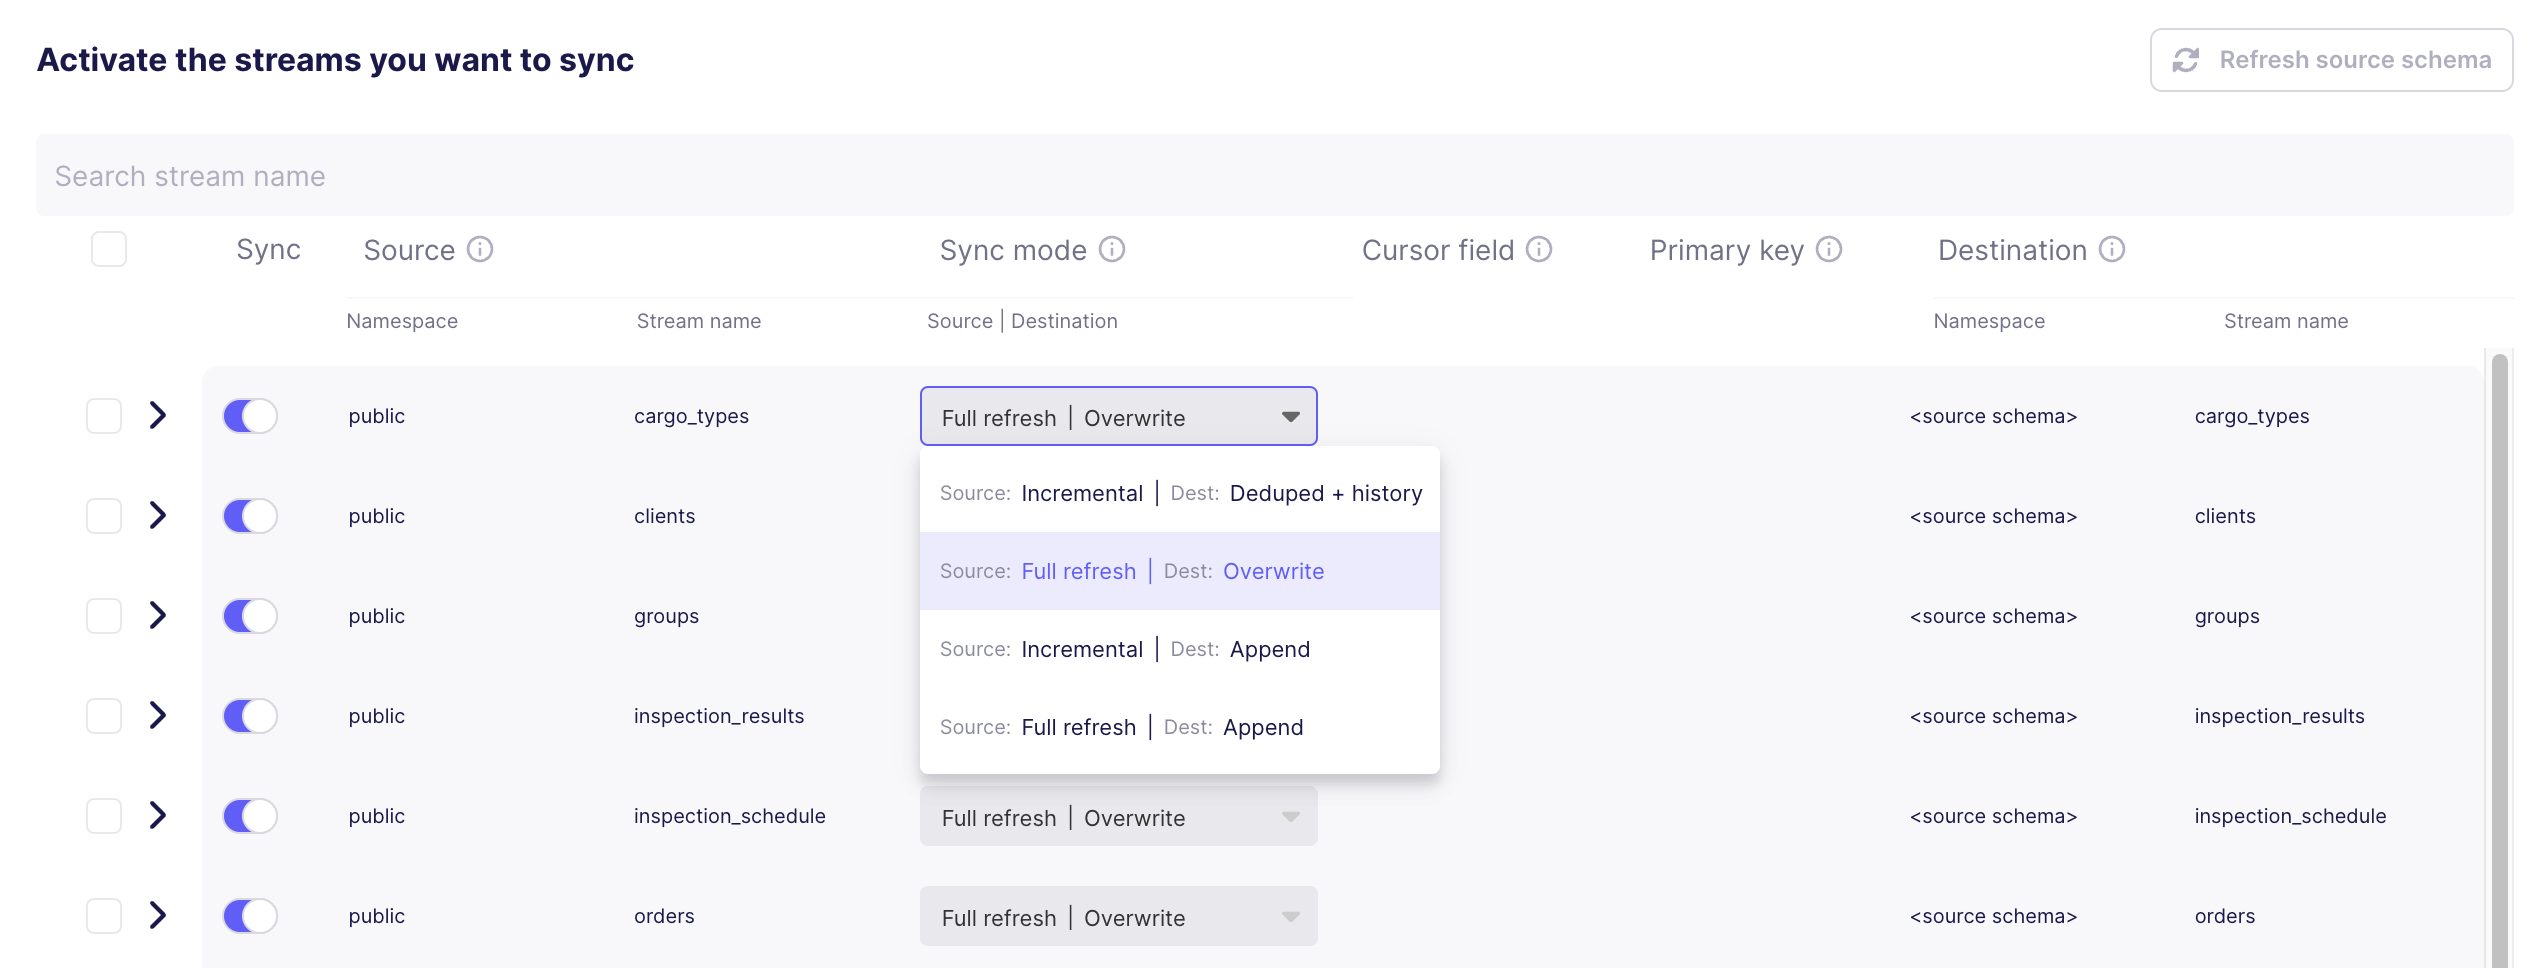 Activate the streams you want to sync
Refresh source schema
Search stream name
Sync Source Sync mode Cursor field Primary key Destination
Namespace Stream name Source | Destination Namespace Stream name
public cargo_types Full refresh | Overwrite <source schema> cargo_types
Source: Incremental | Dest: Deduped + history
public clients <source schema> clients
Source: Full refresh | Dest: Overwrite
public groups <source schema> groups
Source: Incremental | Dest: Append
public inspection_results <source schema> inspection_results
Source: Full refresh | Dest: Append
public inspection_schedule Full refresh | Overwrite <source schema> inspection_schedule
public orders Full refresh | Overwrite <source schema> orders